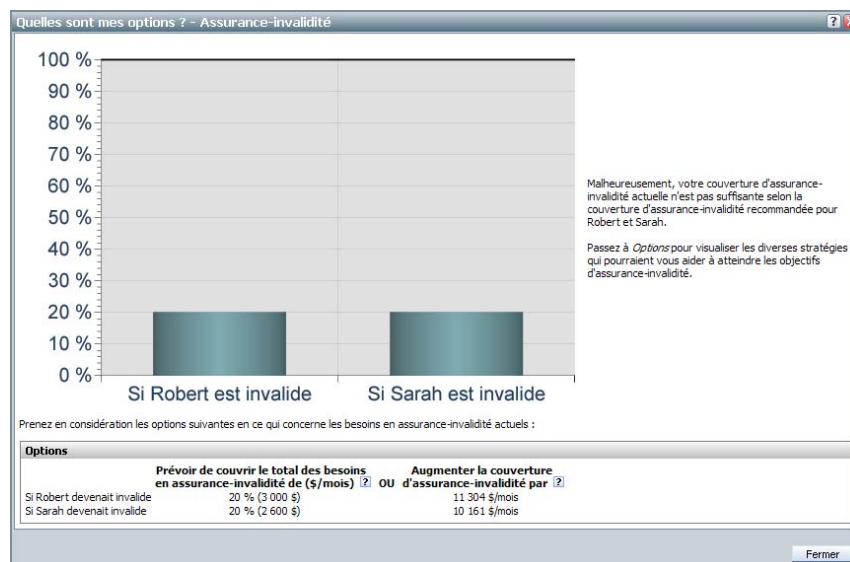 Quelles sont mes options ? - Assurance-invalidité
?
100 %
90 %
80 %
70 %
60 %
50 %
40 %
30 %
20 %
10 %
0 %
Si Robert est invalide Si Sarah est invalide
Malheureusement, votre couverture d'assurance-
invalidité actuelle n'est pas suffisante selon la
couverture d'assurance-invalidité recommandée pour
Robert et Sarah.
Passez à Options pour visualiser les diverses stratégies
qui pourraient vous aider à atteindre les objectifs
d'assurance-invalidité.
Prenez en considération les options suivantes en ce qui concerne les besoins en assurance-invalidité actuels :
Options
Prévoir de couvrir le total des besoins Augmenter la couverture
en assurance-invalidité de ($/mois) ? OU d'assurance-invalidité par ?
Si Robert devenait invalide 20 % (3 000 $) 11 304 $/mois
Si Sarah devenait invalide 20 % (2 600 $) 10 161 $/mois
Fermer